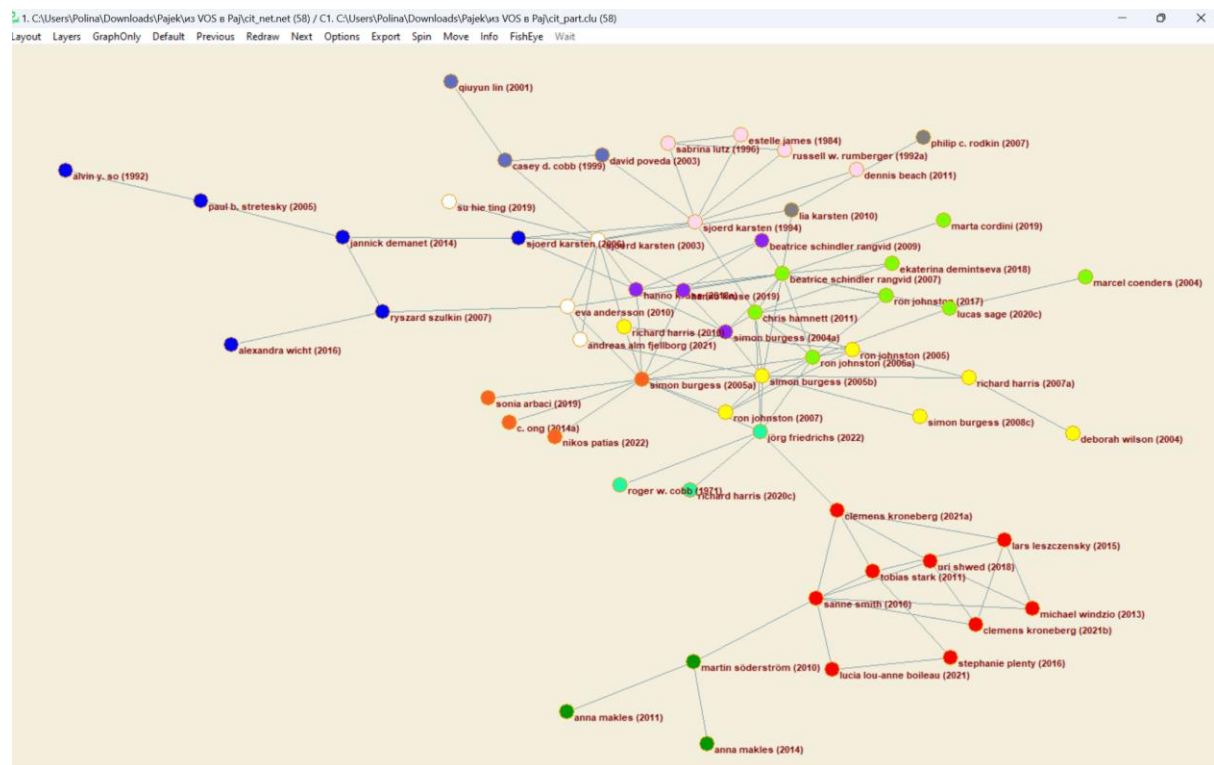 1. C:\Users\Polina\Downloads\Pajek\из VOS в Paj\cit_net.net (58) / C1. C:\Users\Polina\Downloads\Pajek\из VOS в Paj\cit_part.clu (58)
Layout Layers GraphOnly Default Previous Redraw Next Options Export Spin Move Info FishEye Wait
qiuyun lin (2001)
estelle james (1984)
philip c. rodkin (2007)
sabrina lutz (1996)
russell w. rumberger (1992a)
david poveda (2003)
casey d. cobb (1999)
dennis beach (2011)
alvin y. so (1992)
paul b. stretesky (2005)
su hie ting (2019)
lia karsten (2010)
marta cordini (2019)
sjoerd karsten (1994)
jannick demanet (2014)
sjoerd karsten
sjoerd karsten (2003)
beatrice schindler rangvid (2009)
ekaterina demintseva (2018)
beatrice schindler rangvid (2007)
marcel coenders (2004)
hanno
(2019)
ron johnston (2017)
eva andersson (2010)
chris hamnett (2011)
lucas sage (2020c)
ryszard szulkin (2007)
richard harris
simon burgess (2004a)
alexandra wicht (2016)
andreas alm fjellborg (2021)
ron johnston (2005)
ron johnston (2006a)
simon burgess (2005a)
simon burgess (2005b)
richard harris (2007a)
sonia arbaci (2019)
ron johnston (2007)
simon burgess (2008c)
c. ong (2014a)
jörg friedrichs (2022)
nikos patias (2022)
deborah wilson (2004)
roger w. cobb (1971)
richard harris (2020c)
clemens kroneberg (2021a)
lars leszczensky (2015)
uri shwed (2018)
tobias stark (2011)
sanne smith (2016)
michael windzio (2013)
clemens kroneberg (2021b)
martin söderström (2010)
stephanie plenty (2016)
lucia lou-anne boileau (2021)
anna makles (2011)
anna makles (2014)